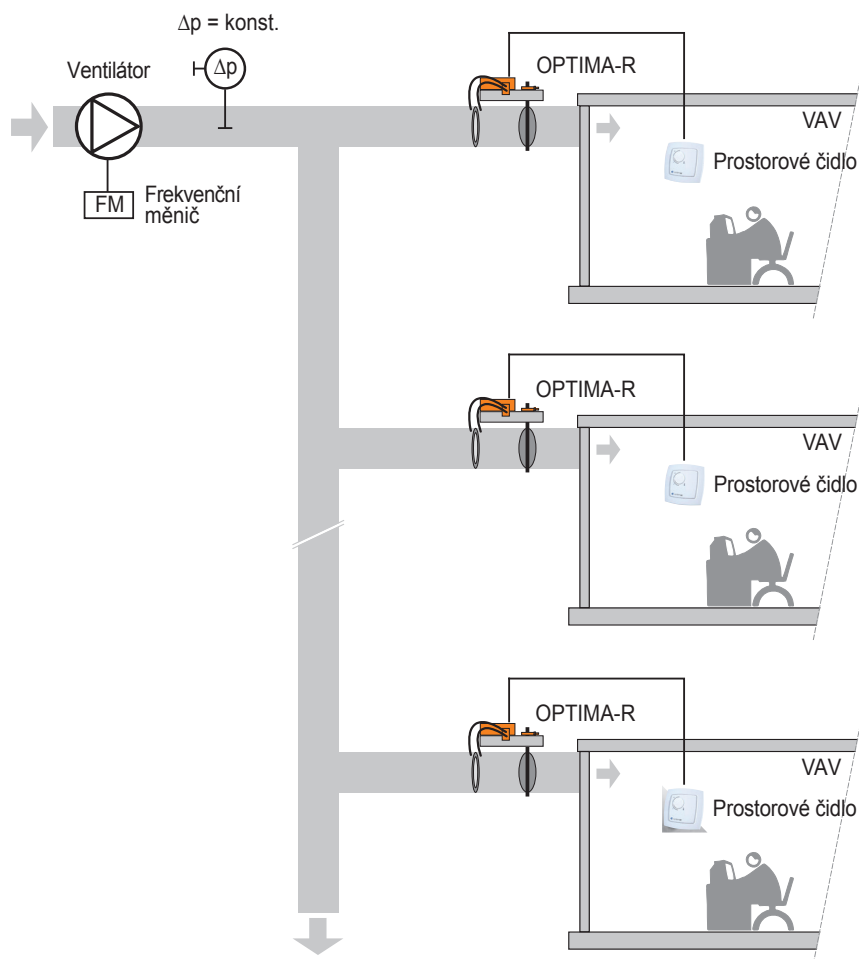 Δp = konst.
Ventilátor
Δp
FM
Frekvenční
měnič
OPTIMA-R
VAV
Prostorové čidlo
OPTIMA-R
VAV
Prostorové čidlo
OPTIMA-R
VAV
Prostorové čidlo